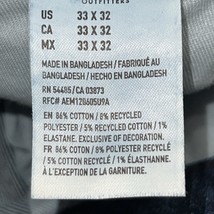 OUTFITTERS
US 33 X 32
CA 33 X 32
MX 33 X 32
MADE IN BANGLADESH / FABRIQUÉ AU
BANGLADESH / HECHO EN BANGLADESH
RN 54485/ CA 03873
RFC# AEM120605U9A
EN 86% COTTON / 8% RECYCLED
POLYESTER / 5% RECYCLED COTTON / 1%
ELASTANE. EXCLUSIVE OF DECORATION.
FR 86% COTON / 8% POLYESTER
RECYCLÉ / 5% COTON RECYCLÉ / 1% ÉLASTHANNE.
À L'EXCEPTION DE LA GARNITURE.